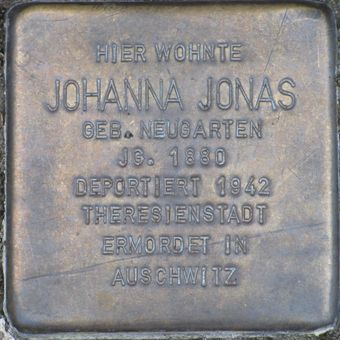 HIER WOHNTE
JOHANNA JONAS
GEB. NEUGARTEN
JG. 1880
DEPORTIERT 1942
THERESIENSTADT
ERMORDET IN
AUSCHWITZ